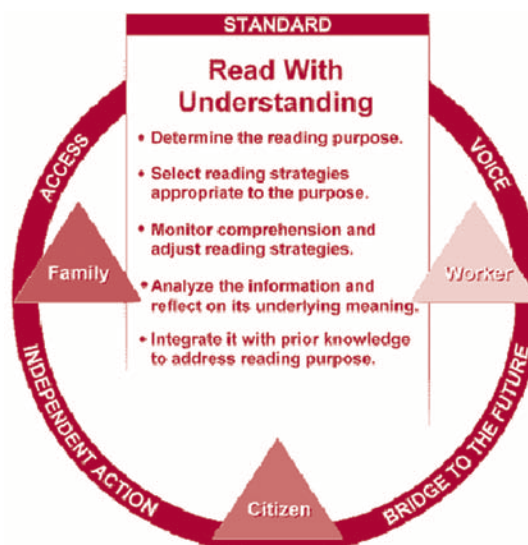 STANDARD
Read With
Understanding
• Determine the reading purpose.
• Select reading strategies
appropriate to the purpose.
• Monitor comprehension and
adjust reading strategies.
• Analyze the information and
reflect on its underlying meaning.
• Integrate it with prior knowledge
to address reading purpose.
ACCESS
VOICE
Family
Worker
INDEPENDENT ACTION
BRIDGE TO THE FUTURE
Citizen